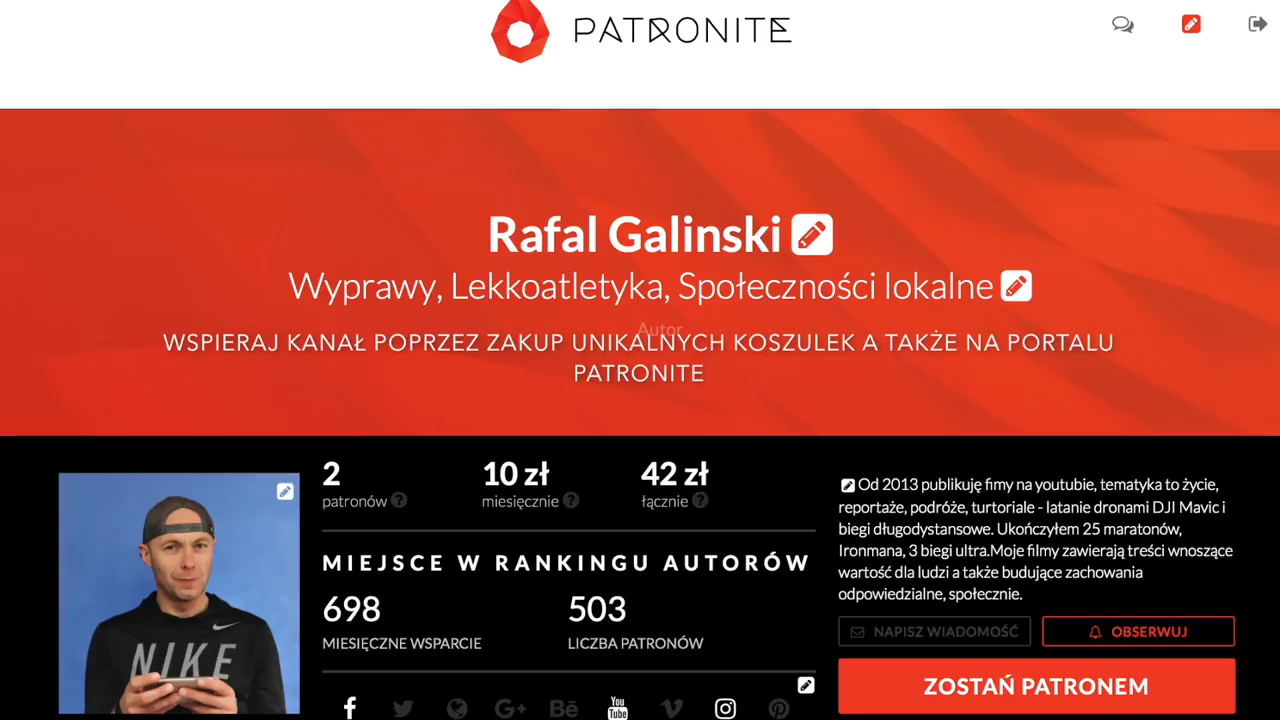 PATRONITE
Rafal Galinski
Wyprawy, Lekkoatletyka, Społeczności lokalne
Autor
WSPIERAJ KANAŁ POPRZEZ ZAKUP UNIKALNYCH KOSZULEK A TAKŻE NA PORTALU
PATRONITE
2
patronów ?
10 zł
miesięcznie ?
42 zł
łącznie ?
MIEJSCE W RANKINGU AUTORÓW
698
MIESIĘCZNE WSPARCIE
503
LICZBA PATRONÓW
Od 2013 publikuję fimy na youtubie, tematyka to życie,
reportaże, podróże, turtoriale - latanie dronami DJI Mavic i
biegi długodystansowe. Ukończyłem 25 maratonów,
Ironmana, 3 biegi ultra.Moje filmy zawierają treści wnoszące
wartość dla ludzi a także budujące zachowania
odpowiedzialne, społecznie.
NAPISZ WIADOMOŚĆ
OBSERWUJ
ZOSTAŃ PATRONEM
NIKE
f
G+
Bē
You
Tube